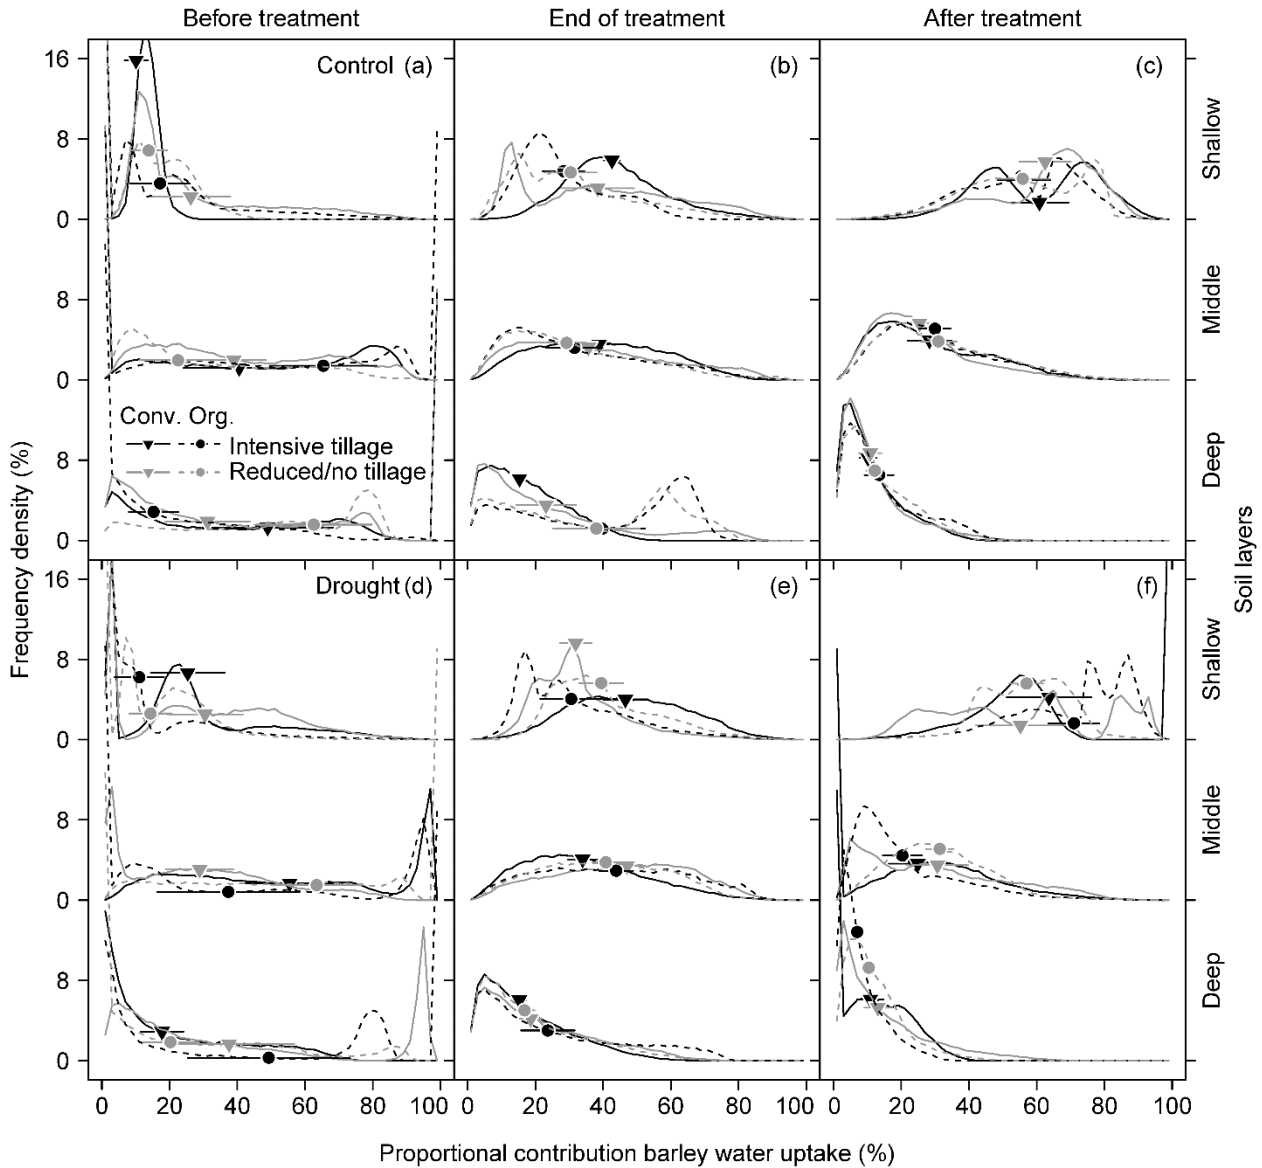 Before treatment End of treatment After treatment
16 Control (a) (b) (c)
8 Shallow
0
8 Middle
0
Conv. Org.
8 Intensive tillage Deep
Reduced/no tillage
0
16 Drought (d) (e) (f)
8 Shallow
0
8 Middle
0
8 Deep
0
Frequency density (%)
Soil layers
0 20 40 60 80 100 0 20 40 60 80 100 0 20 40 60 80 100
Proportional contribution barley water uptake (%)